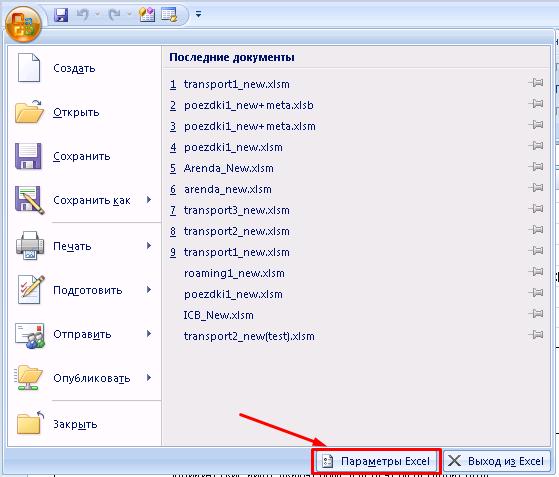 Последние документы
Создать
Открыть
Сохранить
Сохранить как
Печать
Подготовить
Отправить
Опубликовать
Закрыть
1 transport1_new.xlsm
2 poezdki1_new+meta.xlsb
3 poezdki1_new+meta.xlsm
4 poezdki1_new.xlsm
5 Arenda_New.xlsm
6 arenda_new.xlsm
7 transport3_new.xlsm
8 transport2_new.xlsm
9 transport1_new.xlsm
roaming1_new.xlsm
poezdki1_new.xlsm
ICB_New.xlsm
transport2_new(test).xlsm
Параметры Excel
Выход из Excel